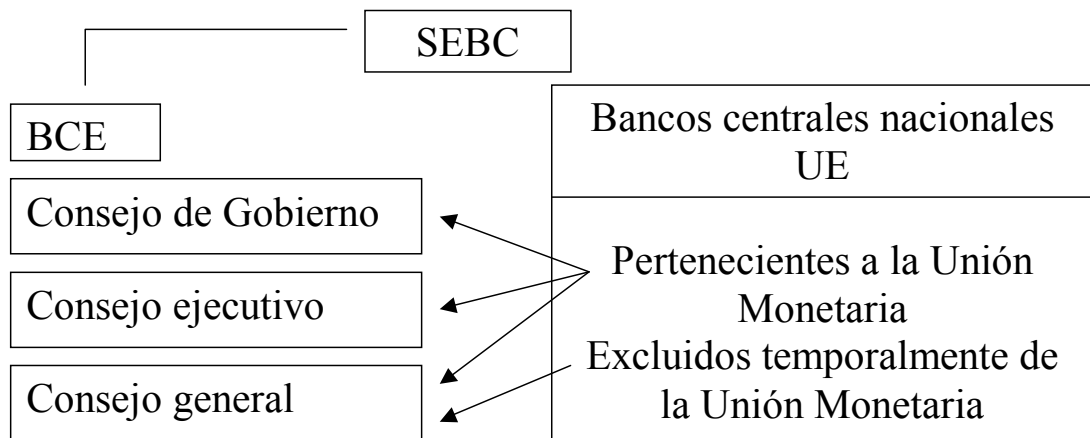 SEBC
BCE
Consejo de Gobierno
Consejo ejecutivo
Consejo general
Bancos centrales nacionales
UE
Pertenecientes a la Unión
Monetaria
Excluidos temporalmente de
la Unión Monetaria